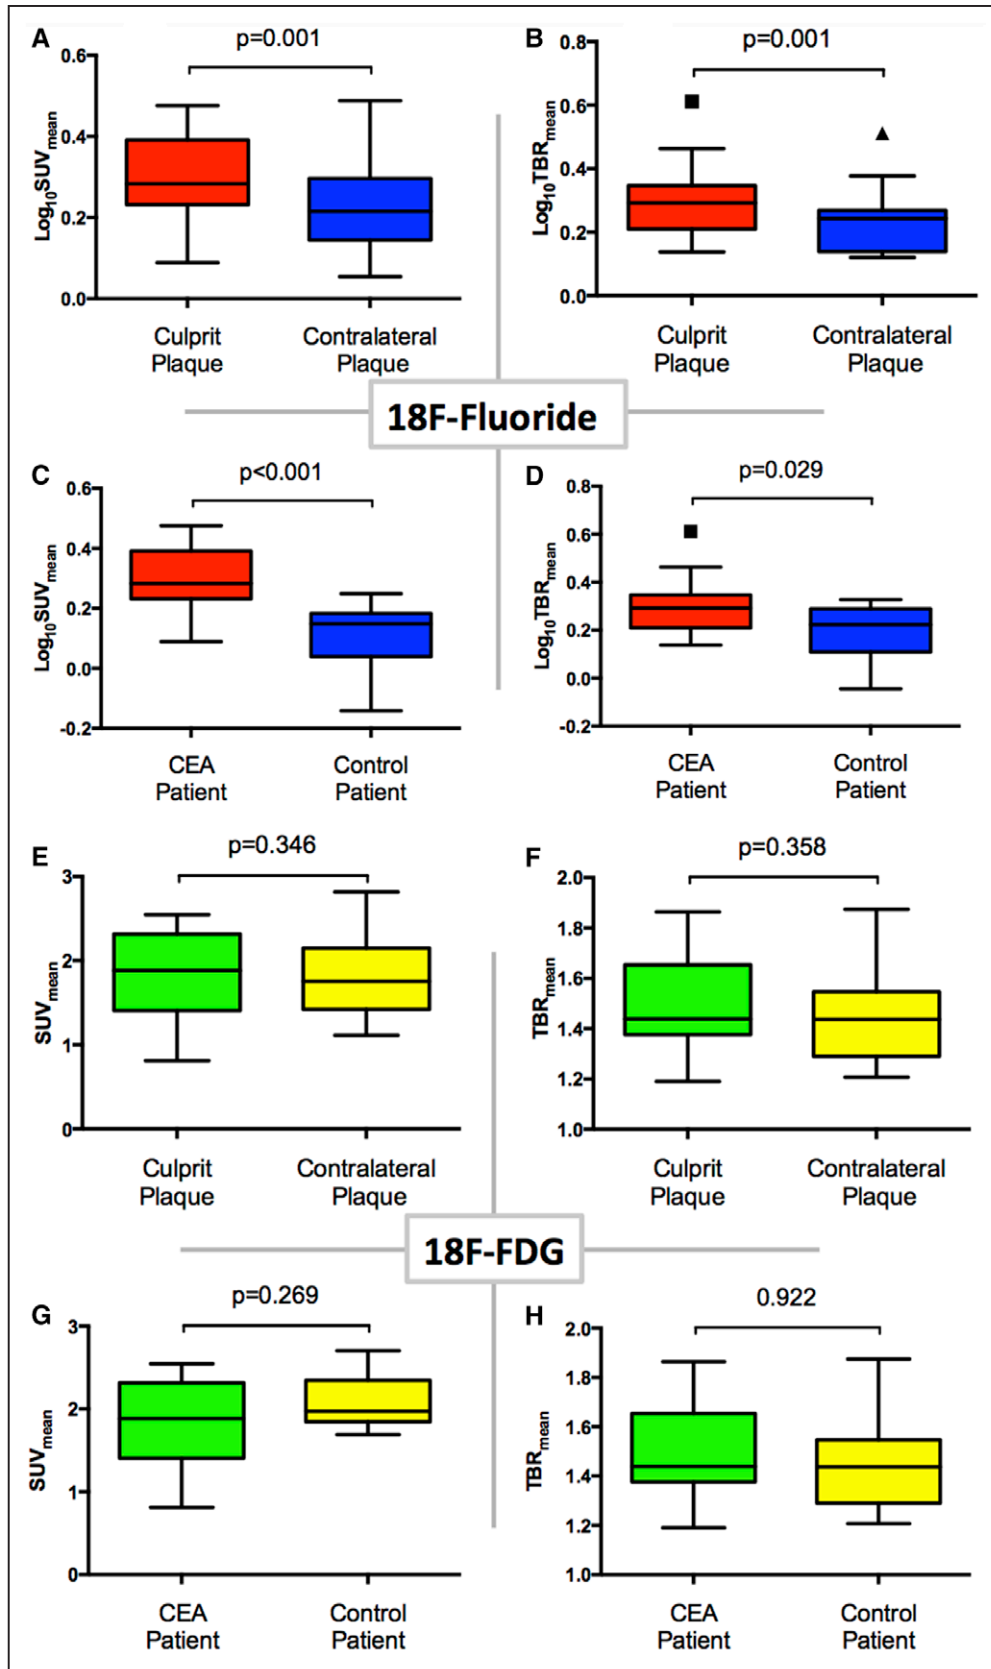 A
p=0.001
0.6
0.4
0.2
0.0
Log10SUVmean
Culprit
Plaque
Contralateral
Plaque
B
p=0.001
0.8
0.6
0.4
0.2
0.0
Log10TBRmean
Culprit
Plaque
Contralateral
Plaque
18F-Fluoride
C
p<0.001
0.6
0.4
0.2
0.0
-0.2
Log10SUVmean
CEA
Patient
Control
Patient
D
p=0.029
0.8
0.6
0.4
0.2
0.0
-0.2
Log10TBRmean
CEA
Patient
Control
Patient
E
p=0.346
3
2
1
0
SUVmean
Culprit
Plaque
Contralateral
Plaque
F
p=0.358
2.0
1.8
1.6
1.4
1.2
1.0
TBRmean
Culprit
Plaque
Contralateral
Plaque
18F-FDG
G
p=0.269
3
2
1
0
SUVmean
CEA
Patient
Control
Patient
H
0.922
2.0
1.8
1.6
1.4
1.2
1.0
TBRmean
CEA
Patient
Control
Patient